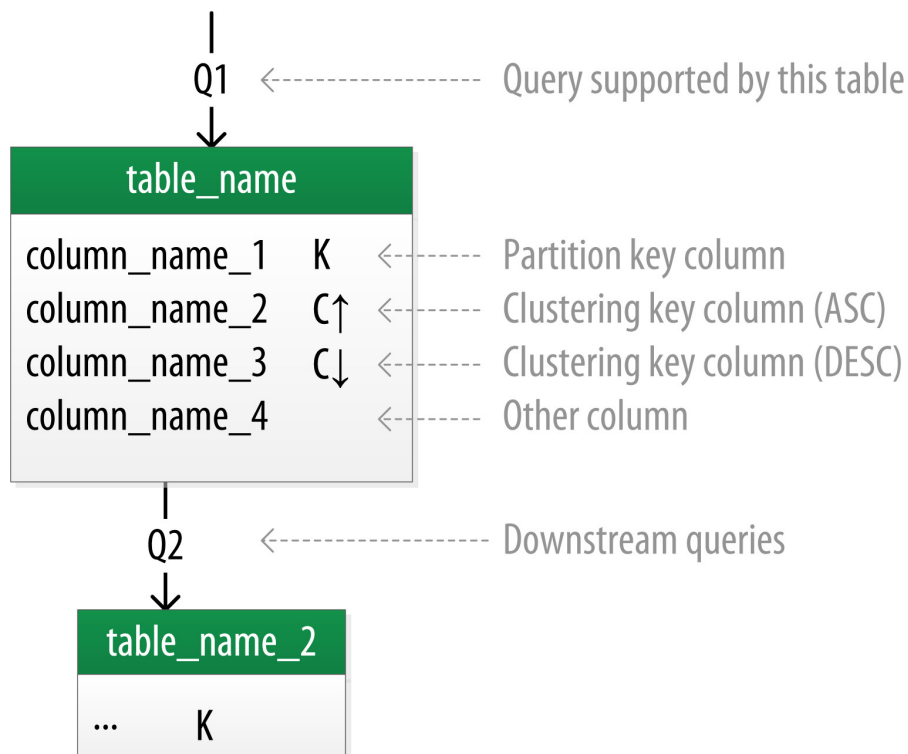 Q1 Query supported by this table
table_name
column_name_1 K Partition key column
column_name_2 C↑ Clustering key column (ASC)
column_name_3 C↓ Clustering key column (DESC)
column_name_4 Other column
Q2 Downstream queries
table_name_2
... K